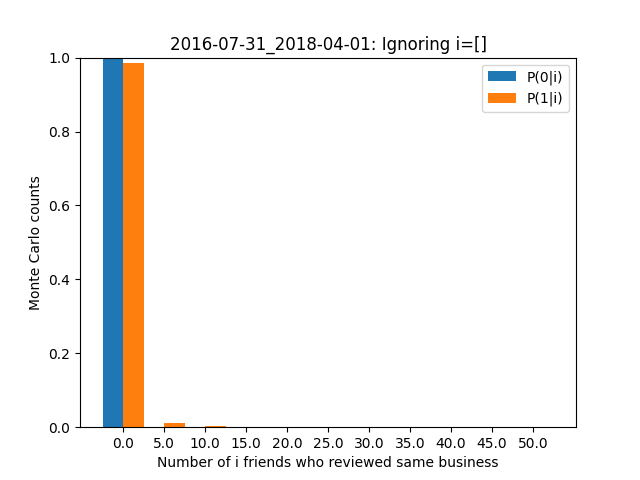 2016-07-31_2018-04-01: Ignoring i=[]
P(0|i)
P(1|i)
Monte Carlo counts
1.0
0.8
0.6
0.4
0.2
0.0
0.0 5.0 10.0 15.0 20.0 25.0 30.0 35.0 40.0 45.0 50.0
Number of i friends who reviewed same business